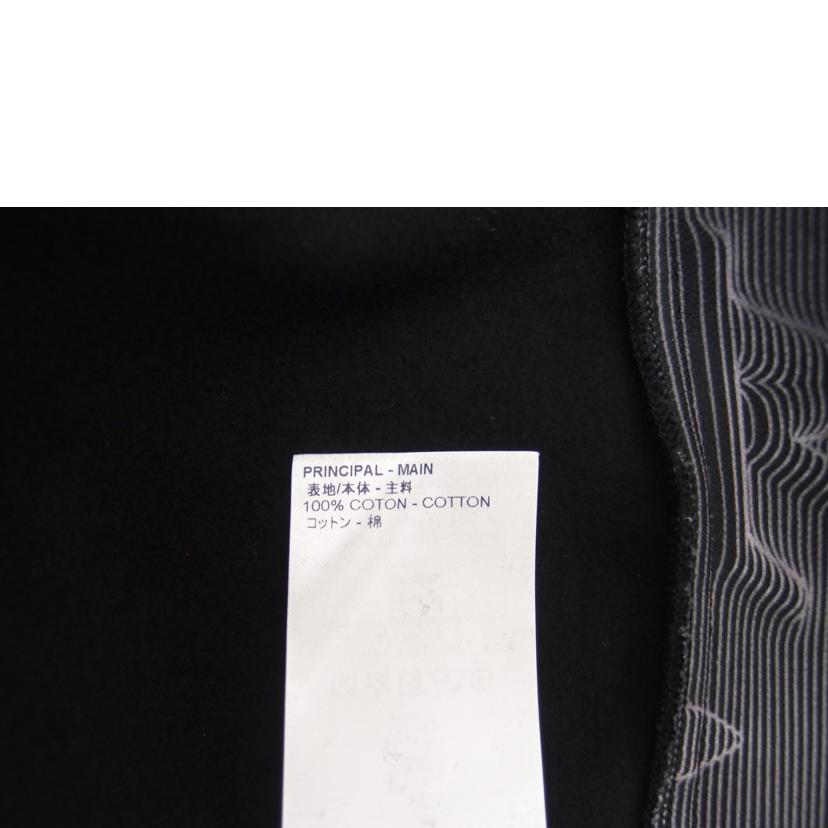 PRINCIPAL - MAIN
表地/本体 - 主料
100% COTON - COTTON
コットン - 棉